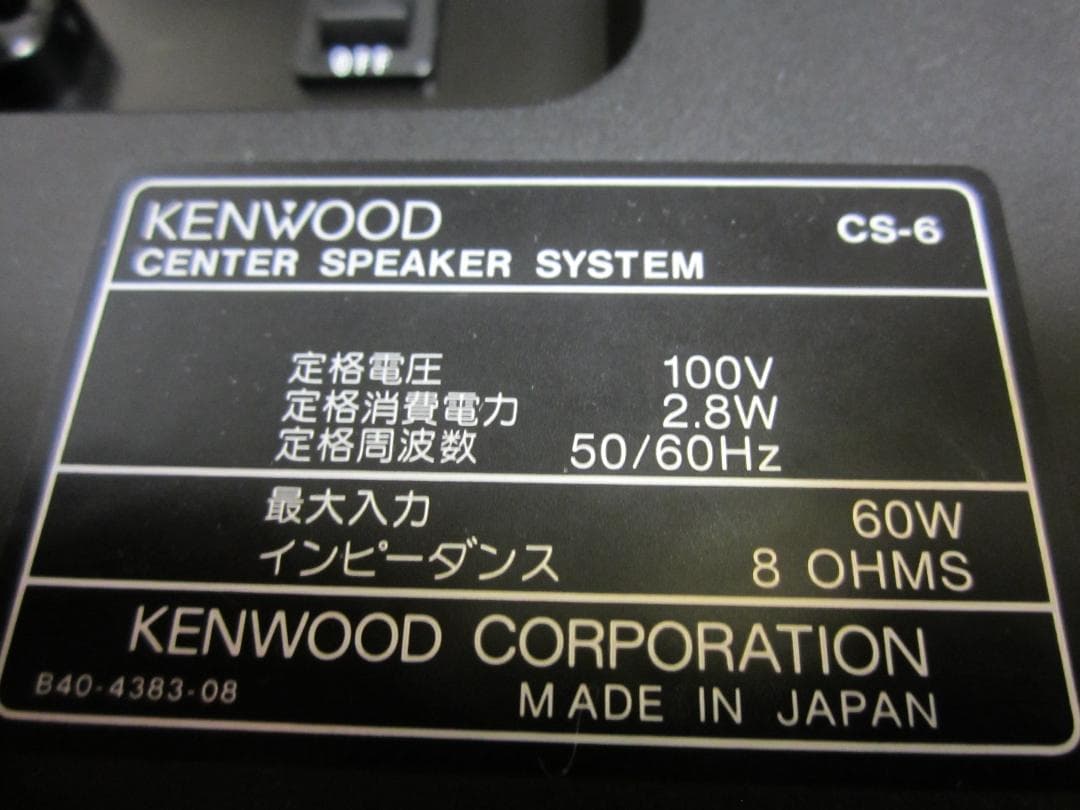 OFF
KENWOOD CS-6
CENTER SPEAKER SYSTEM
定格電圧 100V
定格消費電力 2.8W
定格周波数 50/60Hz
最大入力 60W
インピーダンス 8 OHMS
KENWOOD CORPORATION
B40-4383-08 MADE IN JAPAN